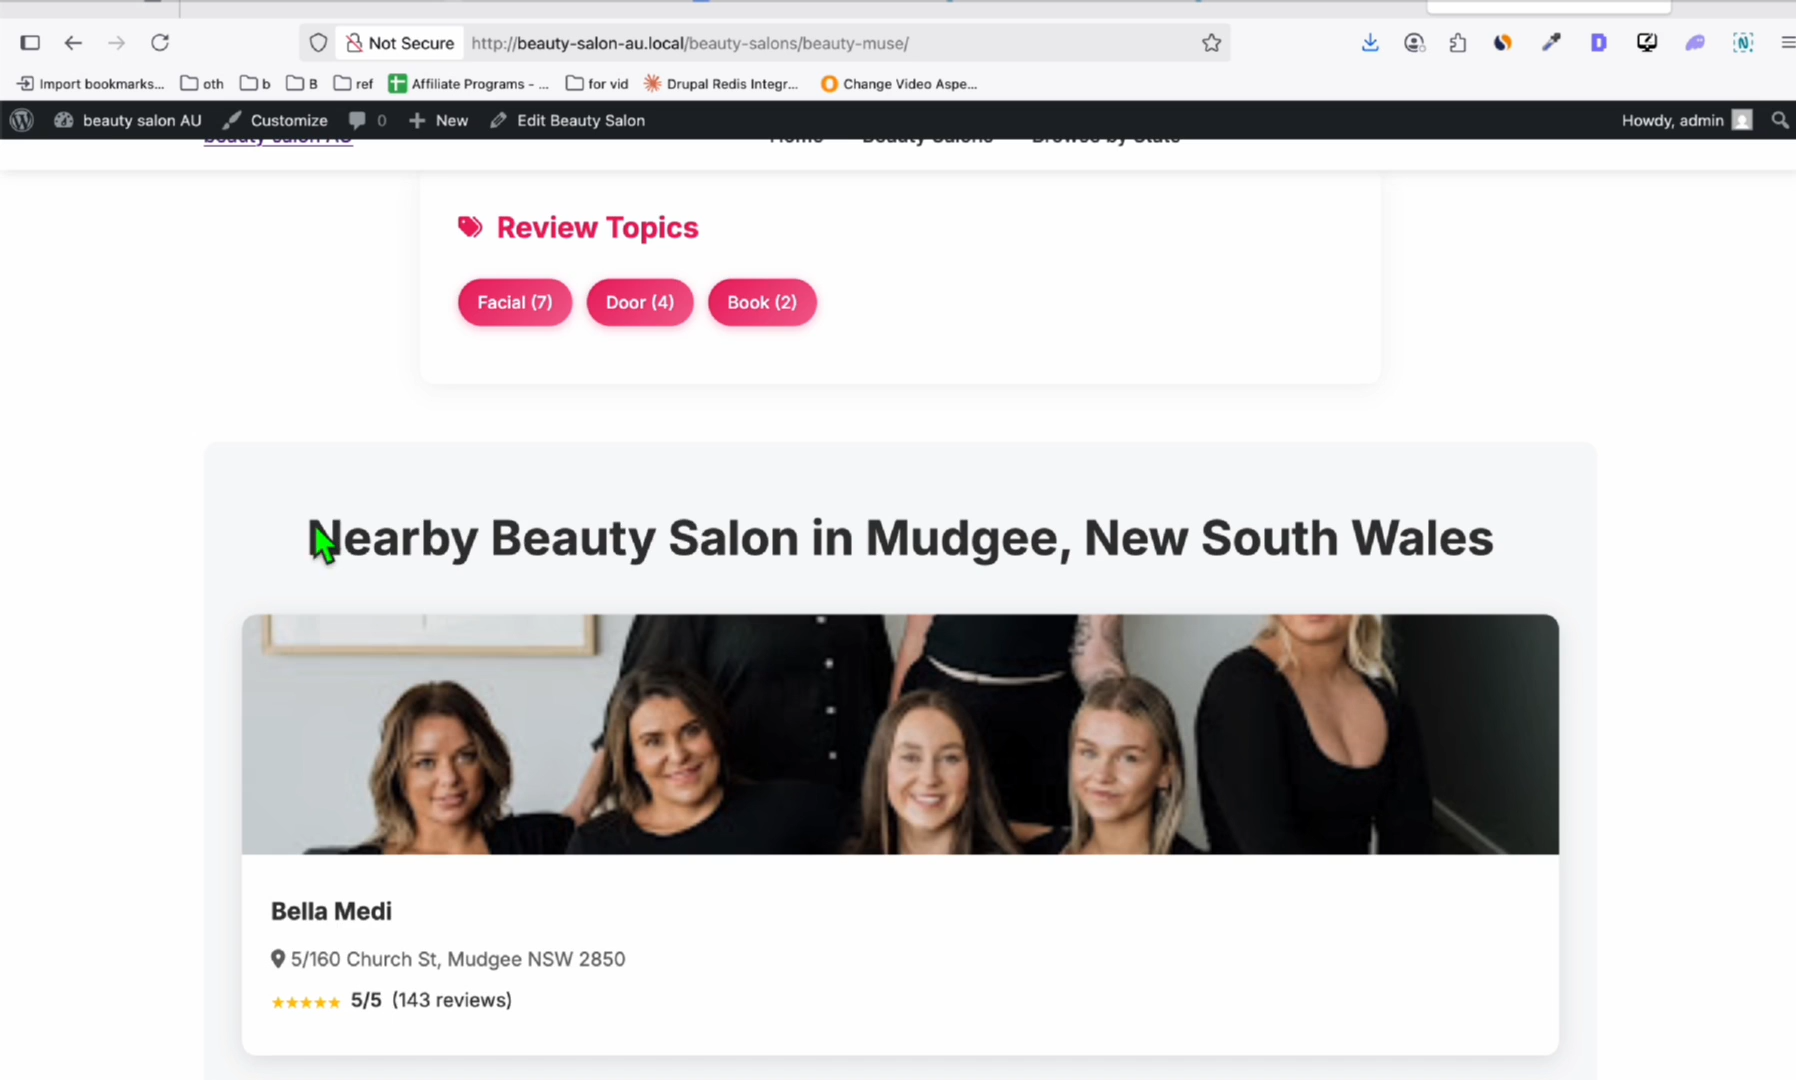 Not Secure http://beauty-salon-au.local/beauty-salons/beauty-muse/
Import bookmarks... oth b B ref Affiliate Programs - ... for vid Drupal Redis Integr... Change Video Aspe...
beauty salon AU Customize 0 New Edit Beauty Salon Howdy, admin
beauty salon AU Home Beauty Salons Browse by State
Review Topics
Facial (7) Door (4) Book (2)
Nearby Beauty Salon in Mudgee, New South Wales
Bella Medi
5/160 Church St, Mudgee NSW 2850
5/5 (143 reviews)